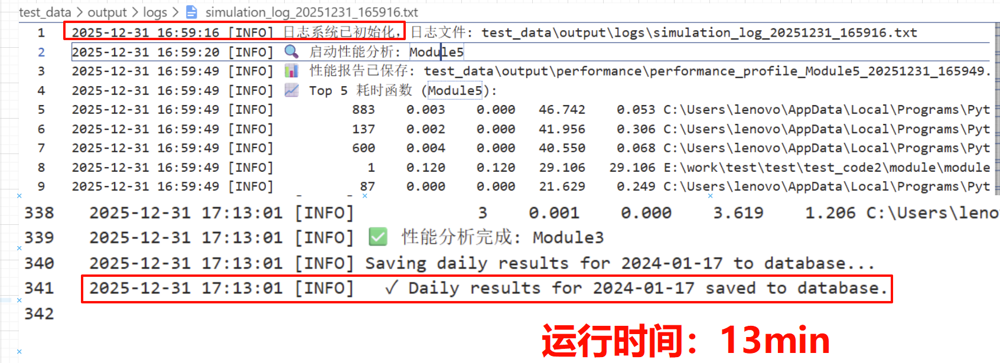 test_data > output > logs > simulation_log_20251231_165916.txt
1 2025-12-31 16:59:16 [INFO] 日志系统已初始化, 日志文件: test_data\output\logs\simulation_log_20251231_165916.txt
2 2025-12-31 16:59:20 [INFO] 🔍 启动性能分析: Module5
3 2025-12-31 16:59:49 [INFO] 📊 性能报告已保存: test_data\output\performance\performance_profile_Module5_20251231_165949.
4 2025-12-31 16:59:49 [INFO] 📈 Top 5 耗时函数 (Module5):
5 2025-12-31 16:59:49 [INFO] 883 0.003 0.000 46.742 0.053 C:\Users\lenovo\AppData\Local\Programs\Pyt
6 2025-12-31 16:59:49 [INFO] 137 0.002 0.000 41.956 0.306 C:\Users\lenovo\AppData\Local\Programs\Pyt
7 2025-12-31 16:59:49 [INFO] 600 0.004 0.000 40.550 0.068 C:\Users\lenovo\AppData\Local\Programs\Pyt
8 2025-12-31 16:59:49 [INFO] 1 0.120 0.120 29.106 29.106 E:\work\test\test\test_code2\module\module
9 2025-12-31 16:59:49 [INFO] 87 0.000 0.000 21.629 0.249 C:\Users\lenovo\AppData\Local\Programs\Pyt
338 2025-12-31 17:13:01 [INFO] 3 0.001 0.000 3.619 1.206 C:\Users\leno
339 2025-12-31 17:13:01 [INFO] ✅ 性能分析完成: Module3
340 2025-12-31 17:13:01 [INFO] Saving daily results for 2024-01-17 to database...
341 2025-12-31 17:13:01 [INFO] ✓ Daily results for 2024-01-17 saved to database.
342
运行时间：13min